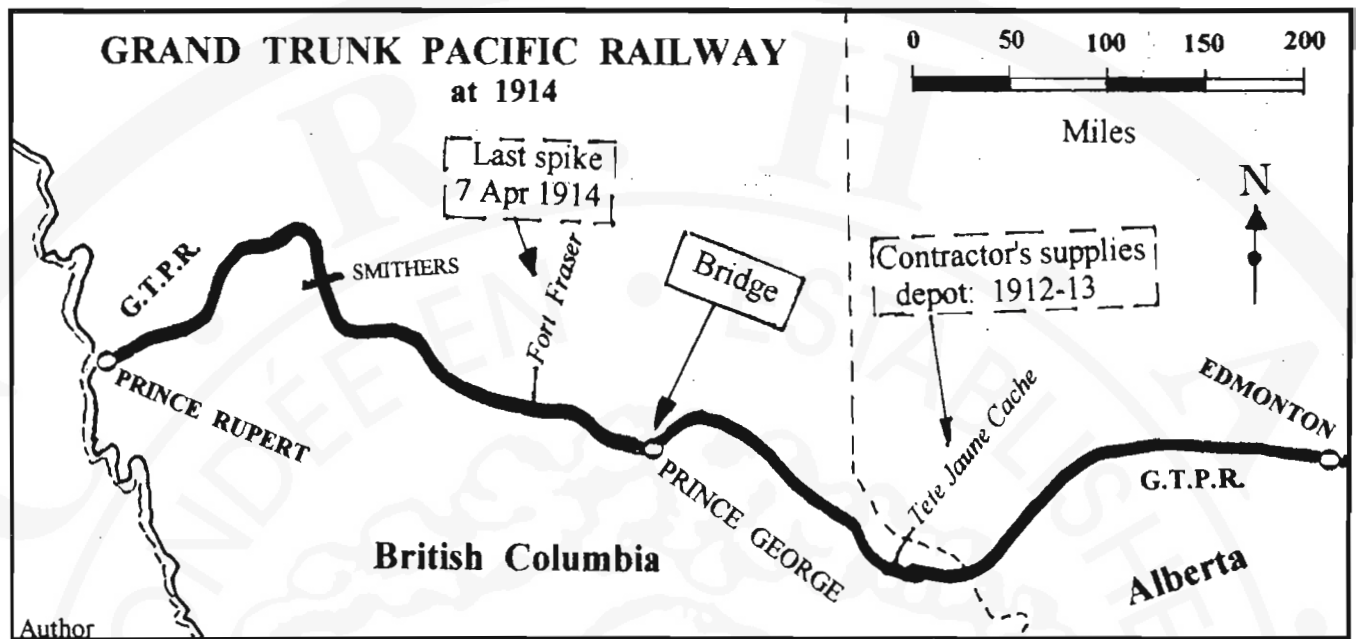 GRAND TRUNK PACIFIC RAILWAY
at 1914
0 50 100 150 200
Miles
N
Last spike
7 Apr 1914
Contractor's supplies
depot: 1912-13
Bridge
G.T.P.R.
SMITHERS
Fort Fraser
PRINCE RUPERT
PRINCE GEORGE
Tete Jaune Cache
EDMONTON
G.T.P.R.
British Columbia
Alberta
Author